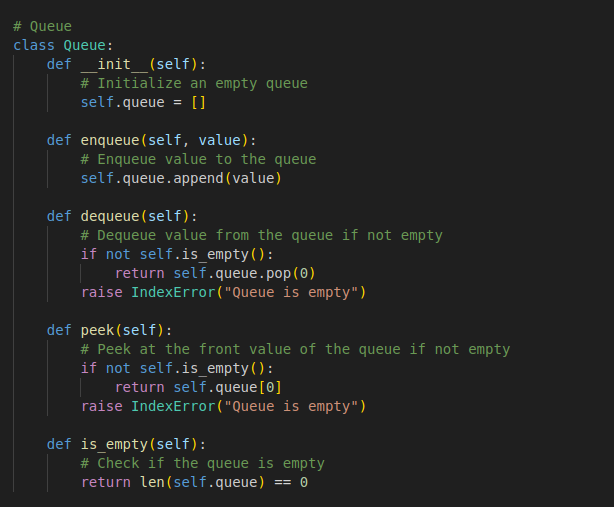 # Queue
class Queue:
    def __init__(self):
        # Initialize an empty queue
        self.queue = []

    def enqueue(self, value):
        # Enqueue value to the queue
        self.queue.append(value)

    def dequeue(self):
        # Dequeue value from the queue if not empty
        if not self.is_empty():
            return self.queue.pop(0)
        raise IndexError("Queue is empty")

    def peek(self):
        # Peek at the front value of the queue if not empty
        if not self.is_empty():
            return self.queue[0]
        raise IndexError("Queue is empty")

    def is_empty(self):
        # Check if the queue is empty
        return len(self.queue) == 0